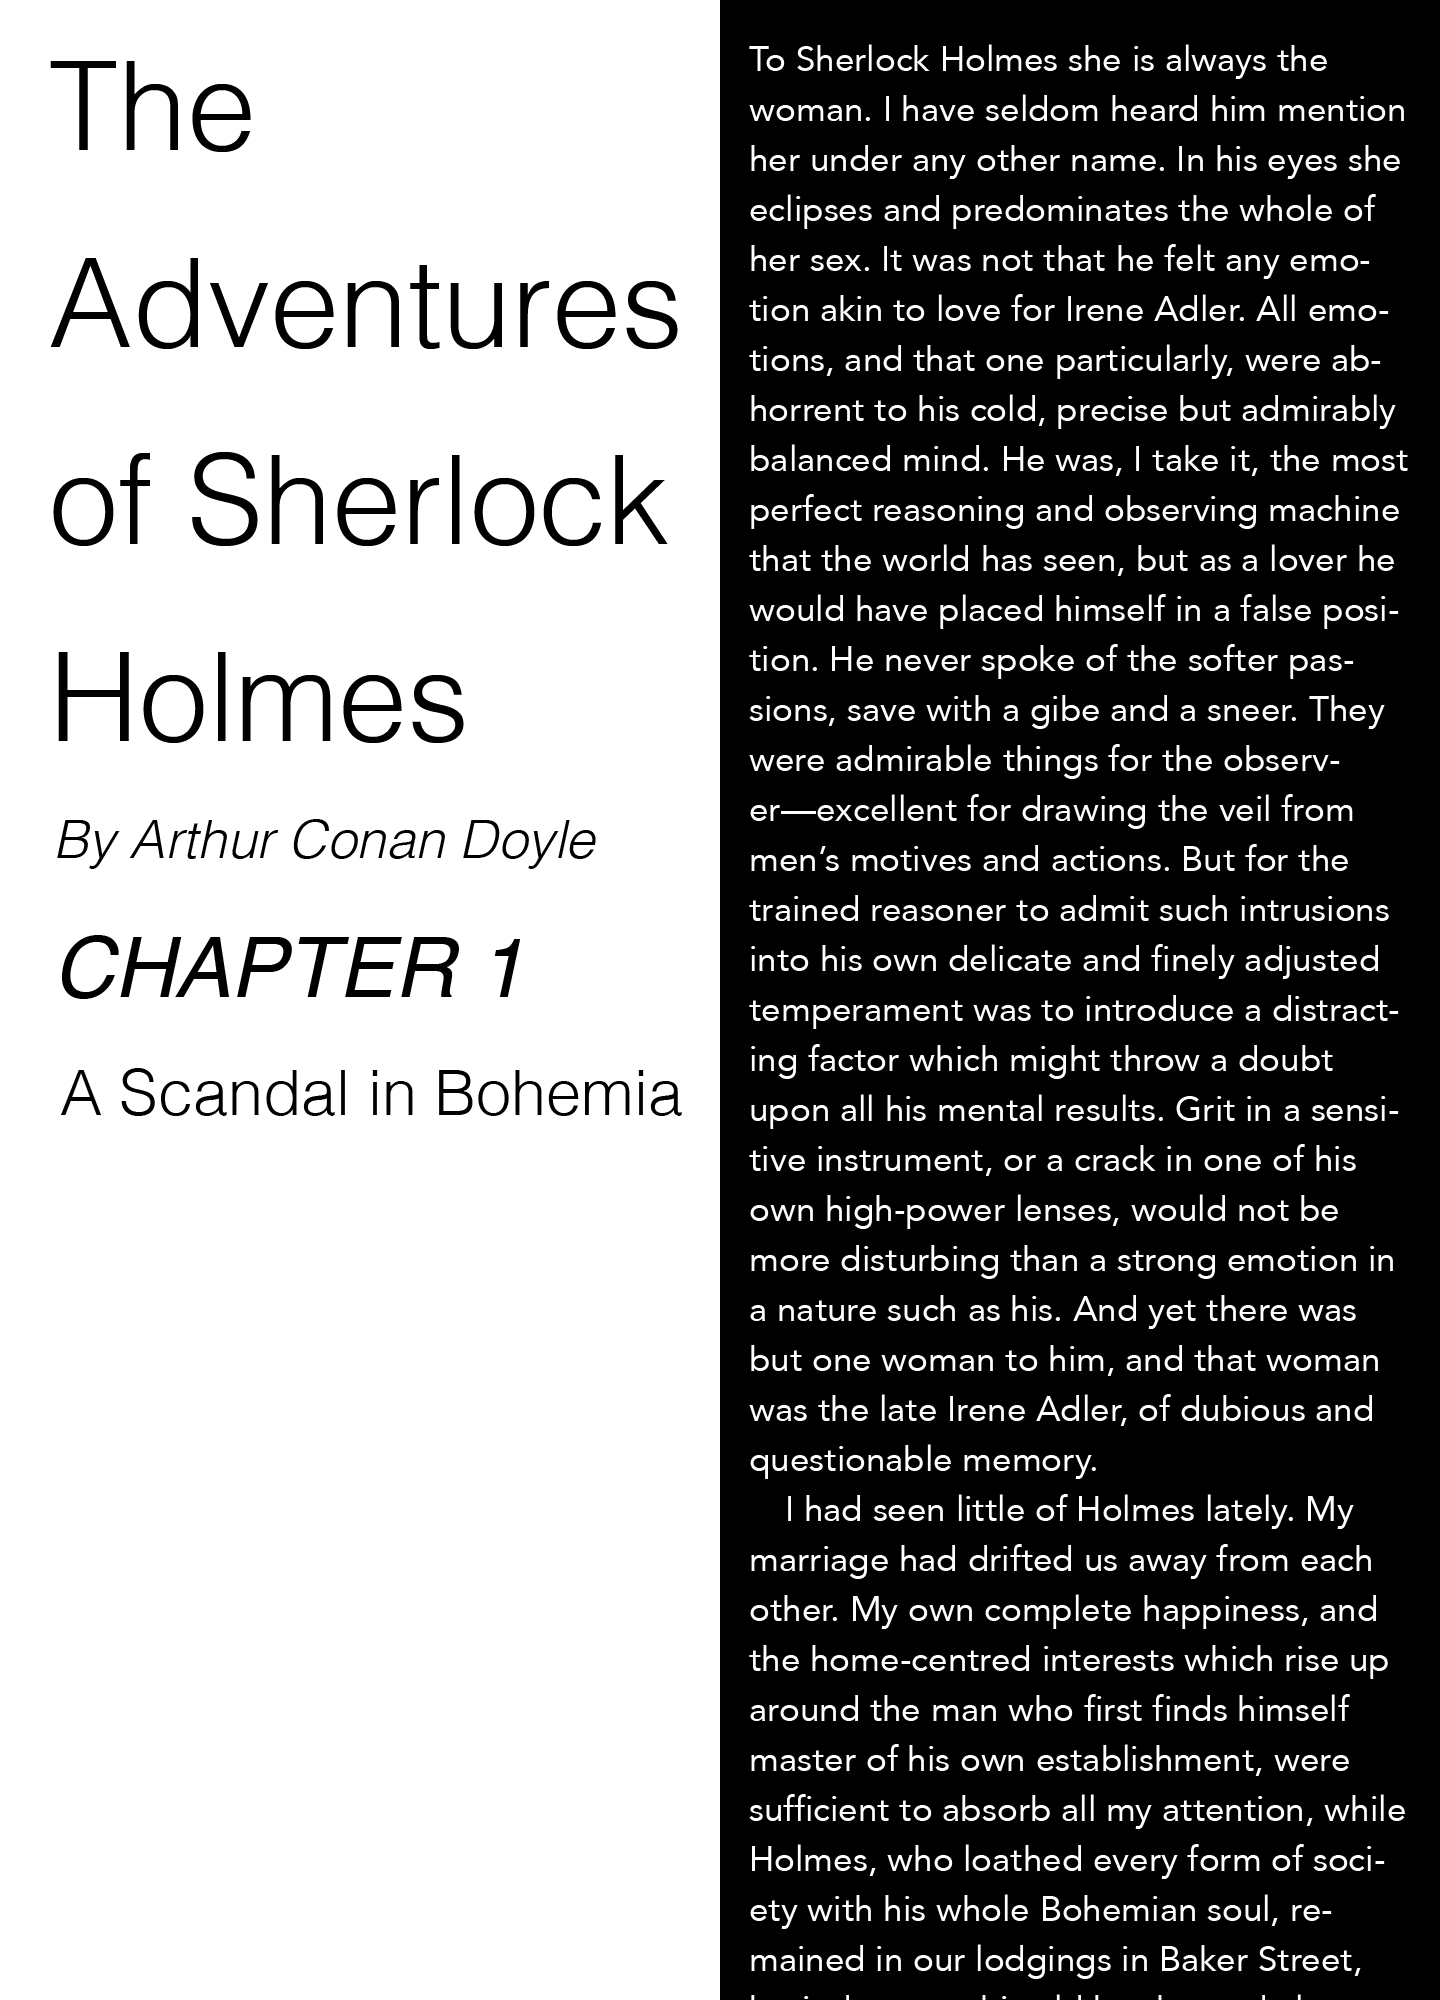 The
Adventures
of Sherlock
Holmes
By Arthur Conan Doyle
CHAPTER 1
A Scandal in Bohemia
To Sherlock Holmes she is always the
woman. I have seldom heard him mention
her under any other name. In his eyes she
eclipses and predominates the whole of
her sex. It was not that he felt any emo-
tion akin to love for Irene Adler. All emo-
tions, and that one particularly, were ab-
horrent to his cold, precise but admirably
balanced mind. He was, I take it, the most
perfect reasoning and observing machine
that the world has seen, but as a lover he
would have placed himself in a false posi-
tion. He never spoke of the softer pas-
sions, save with a gibe and a sneer. They
were admirable things for the observ-
er—excellent for drawing the veil from
men’s motives and actions. But for the
trained reasoner to admit such intrusions
into his own delicate and finely adjusted
temperament was to introduce a distract-
ing factor which might throw a doubt
upon all his mental results. Grit in a sensi-
tive instrument, or a crack in one of his
own high-power lenses, would not be
more disturbing than a strong emotion in
a nature such as his. And yet there was
but one woman to him, and that woman
was the late Irene Adler, of dubious and
questionable memory.
I had seen little of Holmes lately. My
marriage had drifted us away from each
other. My own complete happiness, and
the home-centred interests which rise up
around the man who first finds himself
master of his own establishment, were
sufficient to absorb all my attention, while
Holmes, who loathed every form of soci-
ety with his whole Bohemian soul, re-
mained in our lodgings in Baker Street,